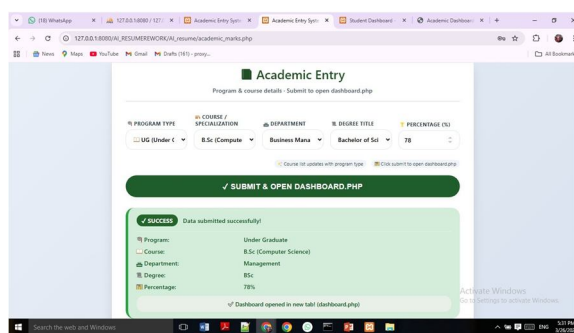 (18) WhatsApp
127.0.0.1:8080 / 127.0
Academic Entry Syste
Academic Entry Syste
Student Dashboard
Academic Dashboar
127.0.0.1:8080/AI_RESUMEREWORK/AI_resume/academic_marks.php
News
Maps
YouTube
Gmail
Drafts (161) - proxy...
All Bookmark
Academic Entry
Program & course details · Submit to open dashboard.php
PROGRAM TYPE
COURSE / SPECIALIZATION
DEPARTMENT
DEGREE TITLE
PERCENTAGE (%)
UG (Under G
B.Sc (Compute
Business Mana
Bachelor of Sci
78
Course list updates with program type
Click submit to open dashboard.php
✓ SUBMIT & OPEN DASHBOARD.PHP
✓ SUCCESS Data submitted successfully!
Program: Under Graduate
Course: B.Sc (Computer Science)
Department: Management
Degree: BSc
Percentage: 78%
Dashboard opened in new tab! (dashboard.php)
Activate Windows
Go to Settings to activate Windows.
Search the web and Windows
ENG
5:31 PM